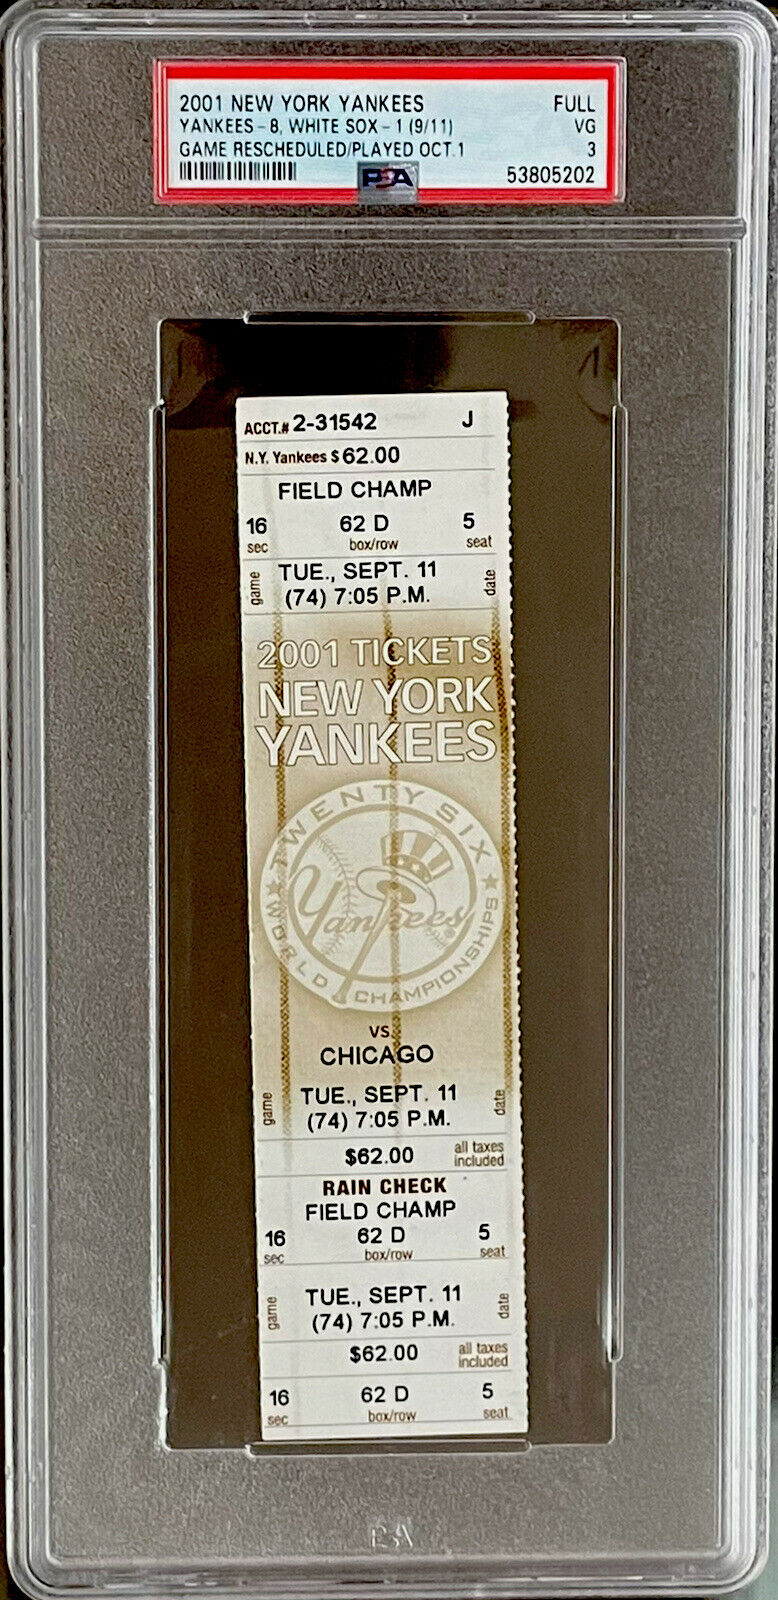 2001 NEW YORK YANKEES FULL
YANKEES-8, WHITE SOX-1 (9/11) VG
GAME RESCHEDULED/PLAYED OCT.1 3
PSA 53805202
ACCT.# 2-31542 J
N.Y. Yankees $62.00
FIELD CHAMP
16 62 D 5
sec box/row seat
game TUE., SEPT. 11 date
(74) 7:05 P.M.
2001 TICKETS
NEW YORK
YANKEES
TWENTY SIX
Yankees
WORLD CHAMPIONSHIPS
VS.
CHICAGO
game TUE., SEPT. 11 date
(74) 7:05 P.M.
$62.00 all taxes
included
RAIN CHECK
FIELD CHAMP
16 62 D 5
sec box/row seat
game TUE., SEPT. 11 date
(74) 7:05 P.M.
$62.00 all taxes
included
16 62 D 5
sec box/row seat
PSA